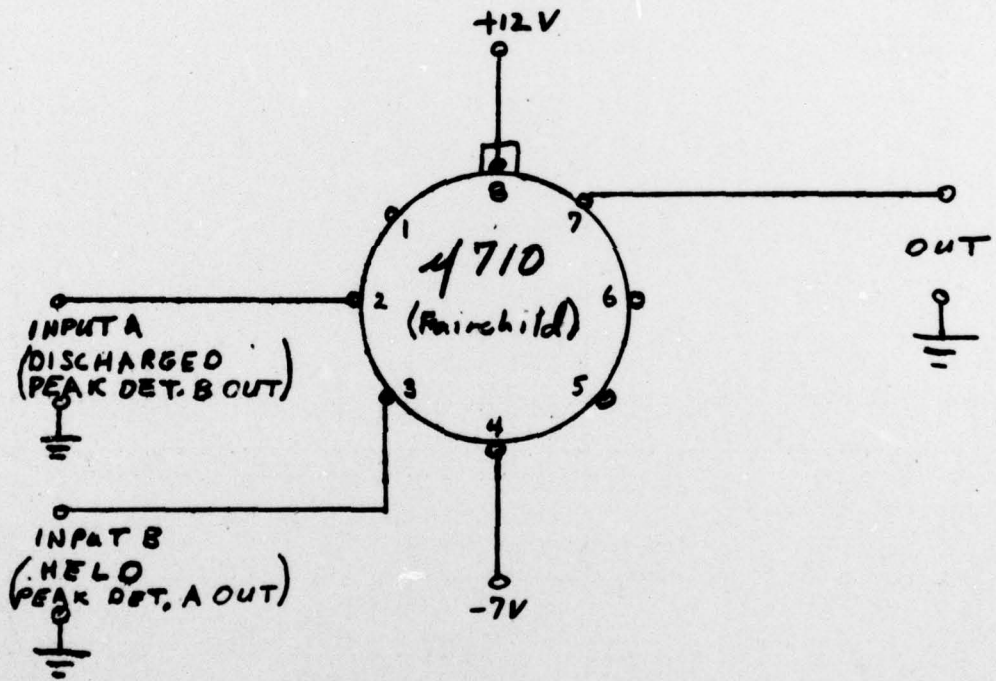 +12V
8
1
7
μ710
OUT
2
6
(Fairchild)
INPUT A
(DISCHARGED
PEAK DET. B OUT)
3
5
4
INPUT B
(HELD
PEAK DET. A OUT)
-7V